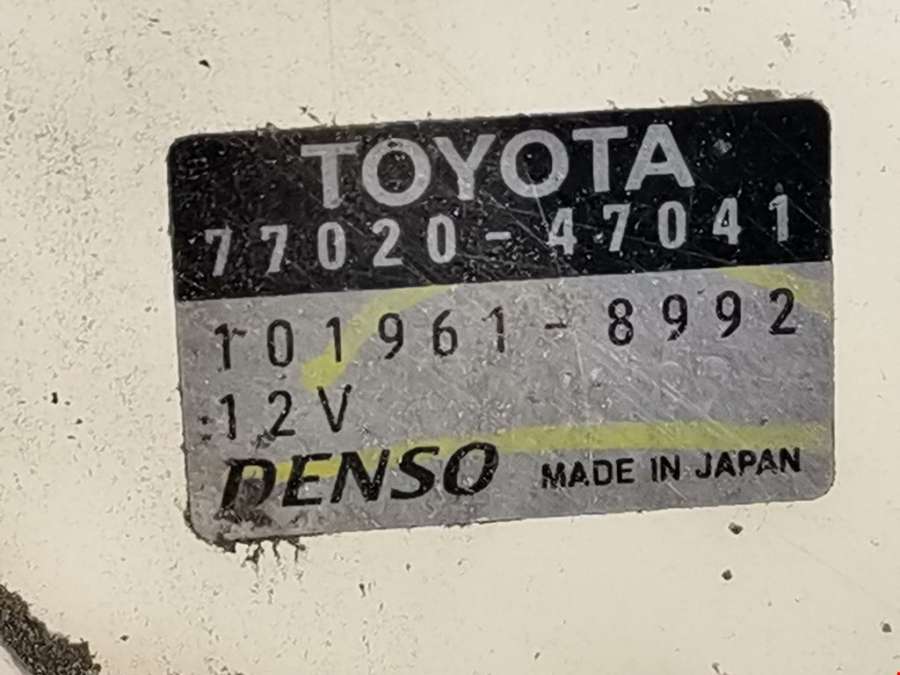 TOYOTA
77020-47041
101961-8992
12V
DENSO MADE IN JAPAN